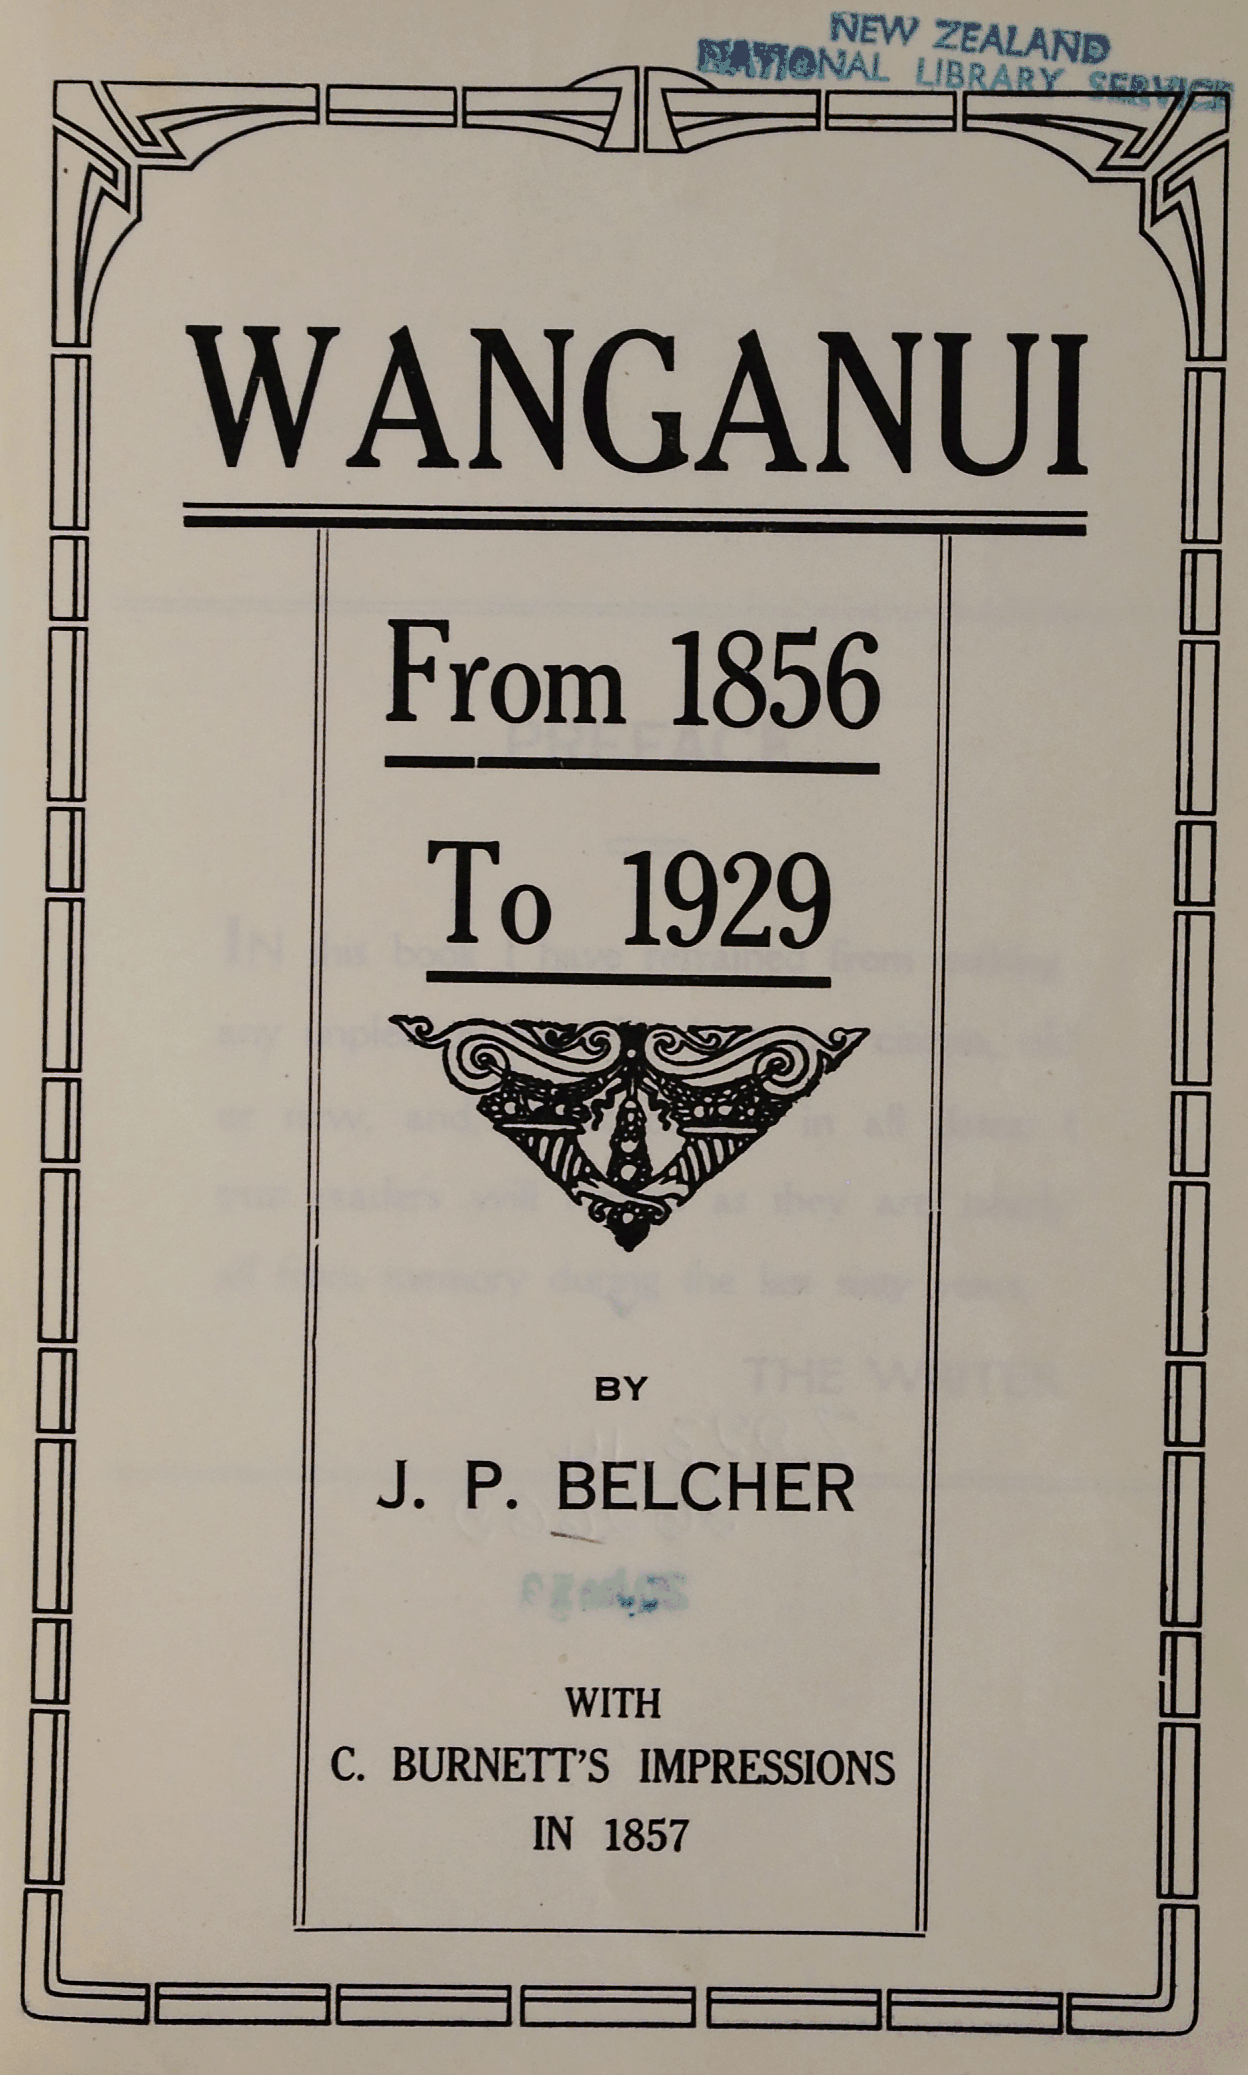 NEW ZEALAND
NATIONAL LIBRARY SERVICE
WANGANUI
From 1856
To 1929
BY
J. P. BELCHER
WITH
C. BURNETT'S IMPRESSIONS
IN 1857